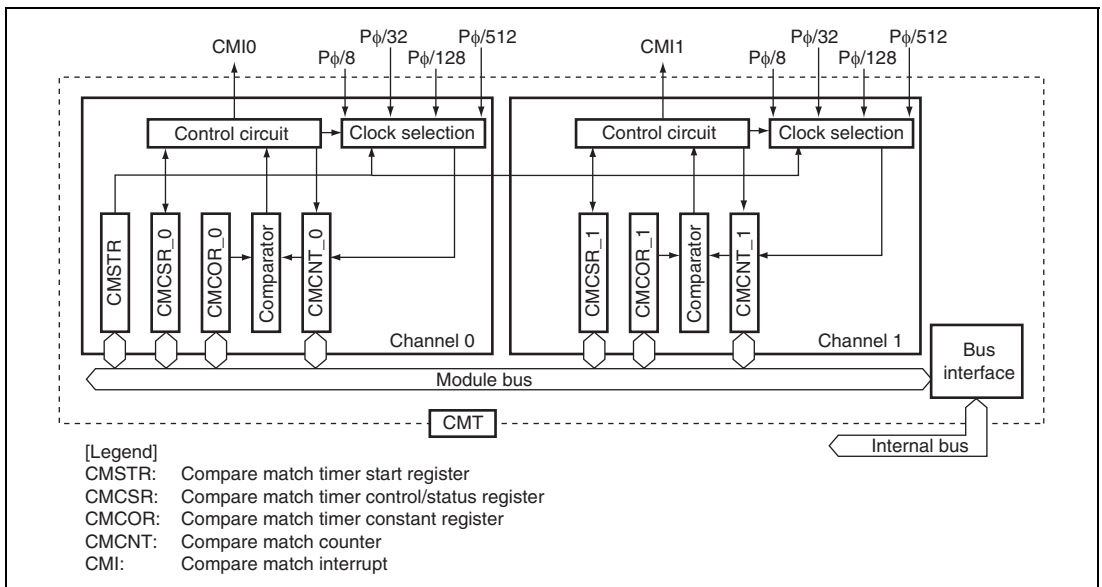 CMI0
Pφ/8
Pφ/32
Pφ/128
Pφ/512
CMI1
Pφ/8
Pφ/32
Pφ/128
Pφ/512
Control circuit
Clock selection
Control circuit
Clock selection
CMSTR
CMCSR_0
CMCOR_0
Comparator
CMCNT_0
CMCSR_1
CMCOR_1
Comparator
CMCNT_1
Channel 0
Channel 1
Bus
interface
Module bus
CMT
Internal bus
[Legend]
CMSTR: Compare match timer start register
CMCSR: Compare match timer control/status register
CMCOR: Compare match timer constant register
CMCNT: Compare match counter
CMI: Compare match interrupt